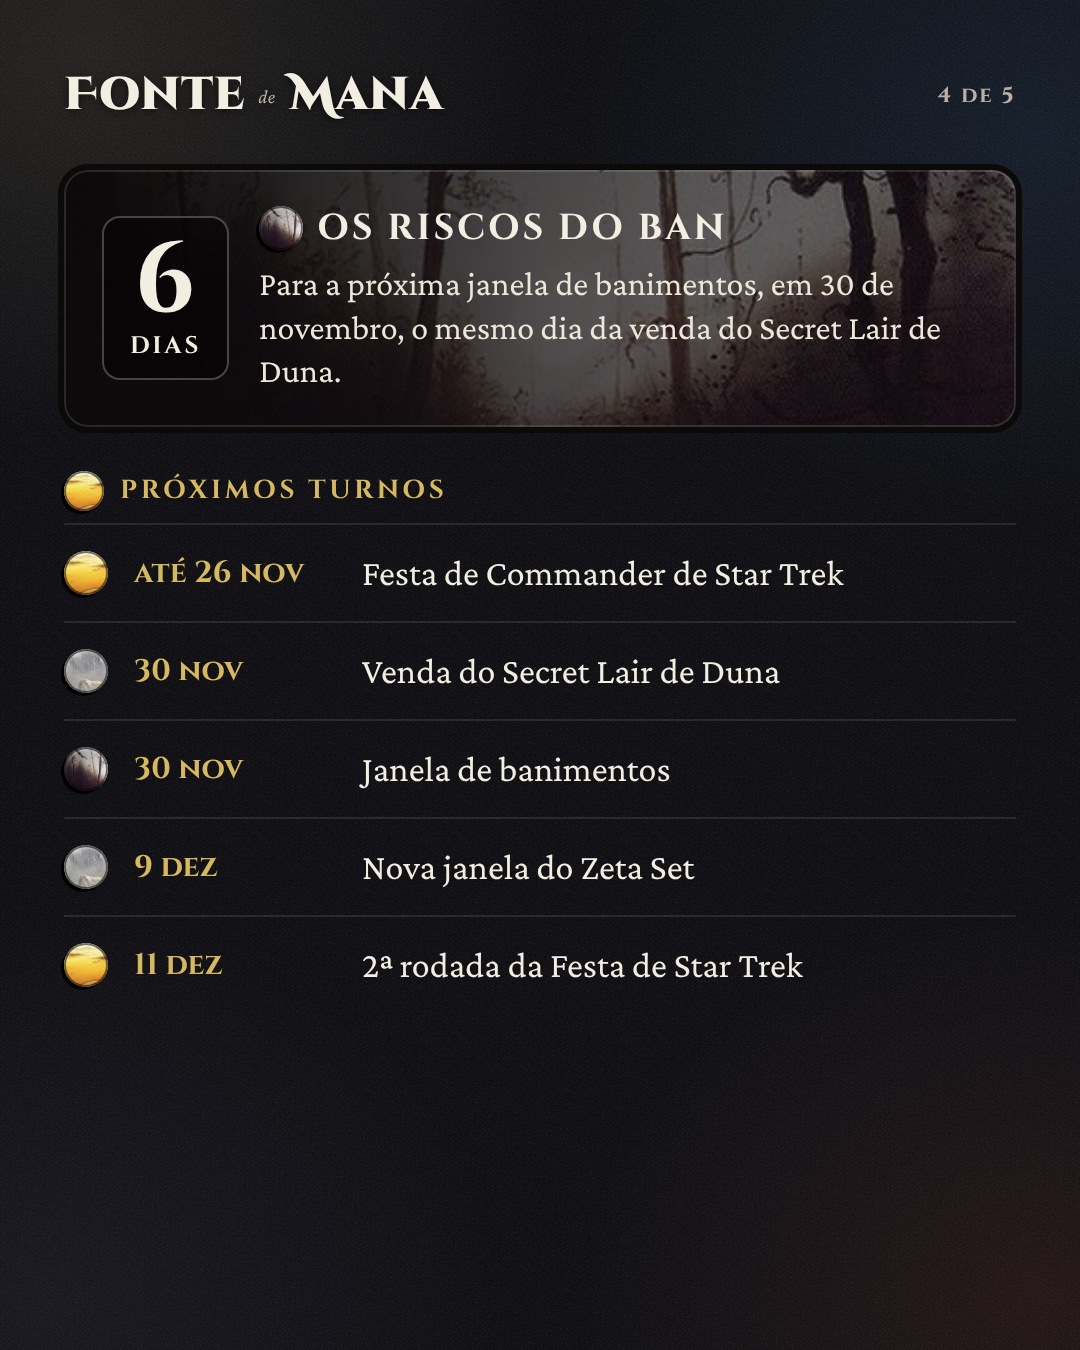 FONTE de MANA
4 DE 5
6
DIAS
OS RISCOS DO BAN
Para a próxima janela de banimentos, em 30 de
novembro, o mesmo dia da venda do Secret Lair de
Duna.
PRÓXIMOS TURNOS
ATÉ 26 NOV Festa de Commander de Star Trek
30 NOV Venda do Secret Lair de Duna
30 NOV Janela de banimentos
9 DEZ Nova janela do Zeta Set
11 DEZ 2ª rodada da Festa de Star Trek